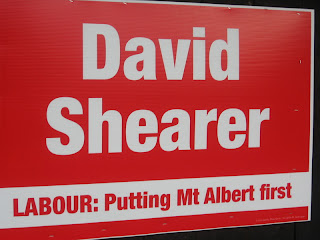 David
Shearer
LABOUR: Putting Mt Albert first